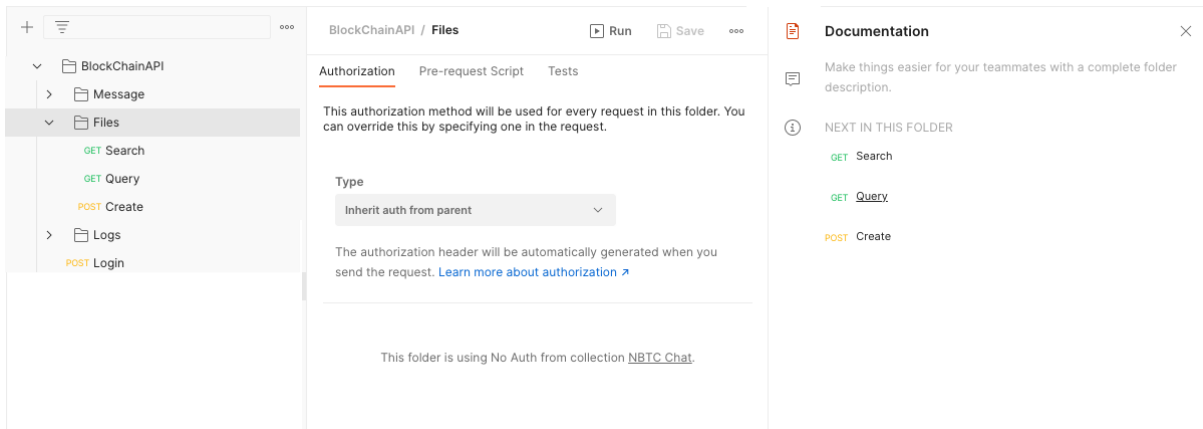 BlockChainAPI
Message
Files
GET Search
GET Query
POST Create
Logs
POST Login
BlockChainAPI / Files
Run
Save
Authorization
Pre-request Script
Tests
This authorization method will be used for every request in this folder. You
can override this by specifying one in the request.
Type
Inherit auth from parent
The authorization header will be automatically generated when you
send the request. Learn more about authorization ↗
This folder is using No Auth from collection NBTC Chat.
Documentation
Make things easier for your teammates with a complete folder
description.
NEXT IN THIS FOLDER
GET Search
GET Query
POST Create